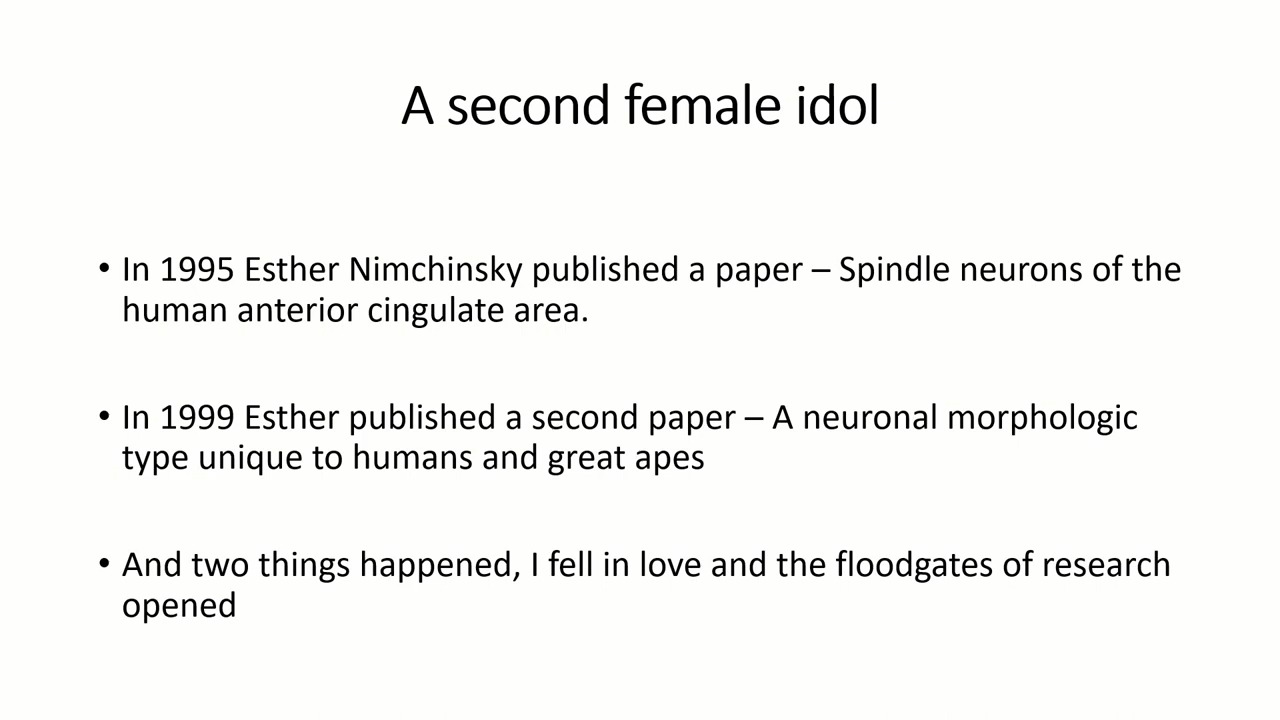 A second female idol
• In 1995 Esther Nimchinsky published a paper – Spindle neurons of the
human anterior cingulate area.
• In 1999 Esther published a second paper – A neuronal morphologic
type unique to humans and great apes
• And two things happened, I fell in love and the floodgates of research
opened